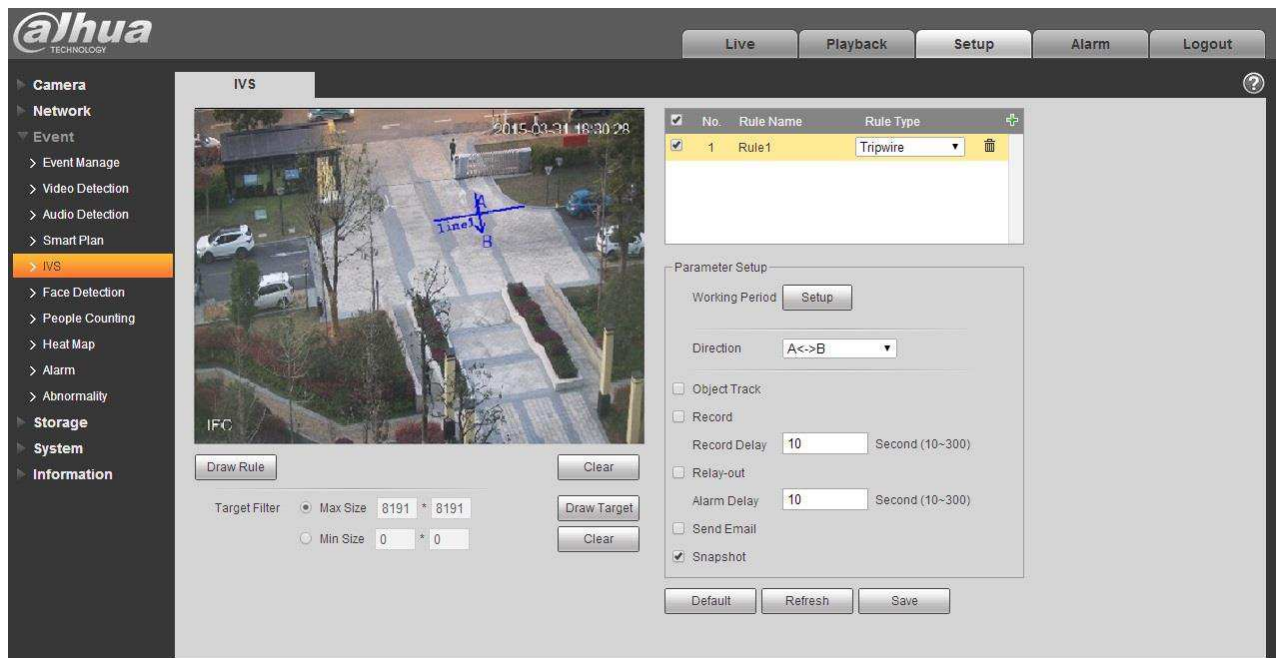 alhua
TECHNOLOGY
Live
Playback
Setup
Alarm
Logout
Camera
Network
Event
Event Manage
Video Detection
Audio Detection
Smart Plan
IVS
Face Detection
People Counting
Heat Map
Alarm
Abnormality
Storage
System
Information
IVS
2015-03-31 18:30:28
A
line1
B
IPC
Draw Rule
Clear
Target Filter
Max Size 8191 * 8191
Draw Target
Min Size 0 * 0
Clear
No. Rule Name Rule Type
1 Rule1 Tripwire
Parameter Setup
Working Period Setup
Direction A<->B
Object Track
Record
Record Delay 10 Second (10~300)
Relay-out
Alarm Delay 10 Second (10~300)
Send Email
Snapshot
Default
Refresh
Save